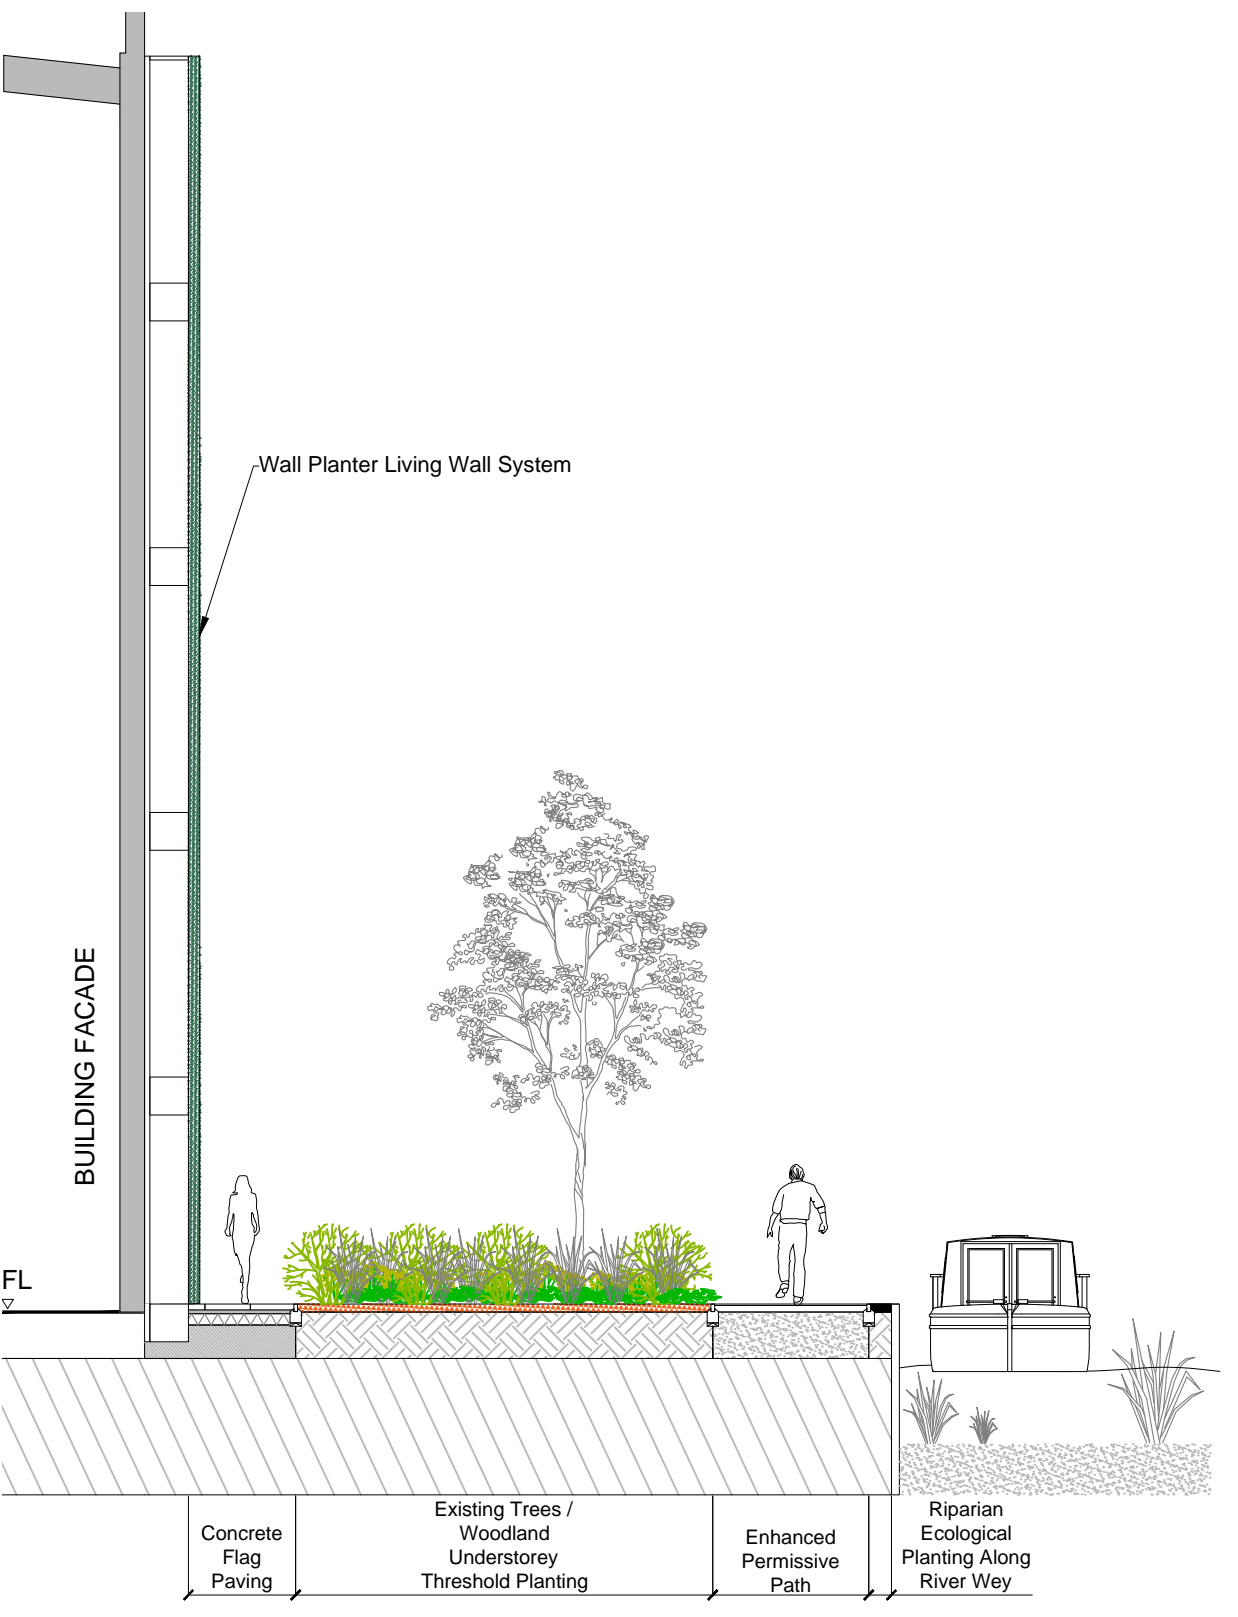 Wall Planter Living Wall System
BUILDING FACADE
FL
Concrete
Flag
Paving
Existing Trees /
Woodland
Understorey
Threshold Planting
Enhanced
Permissive
Path
Riparian
Ecological
Planting Along
River Wey